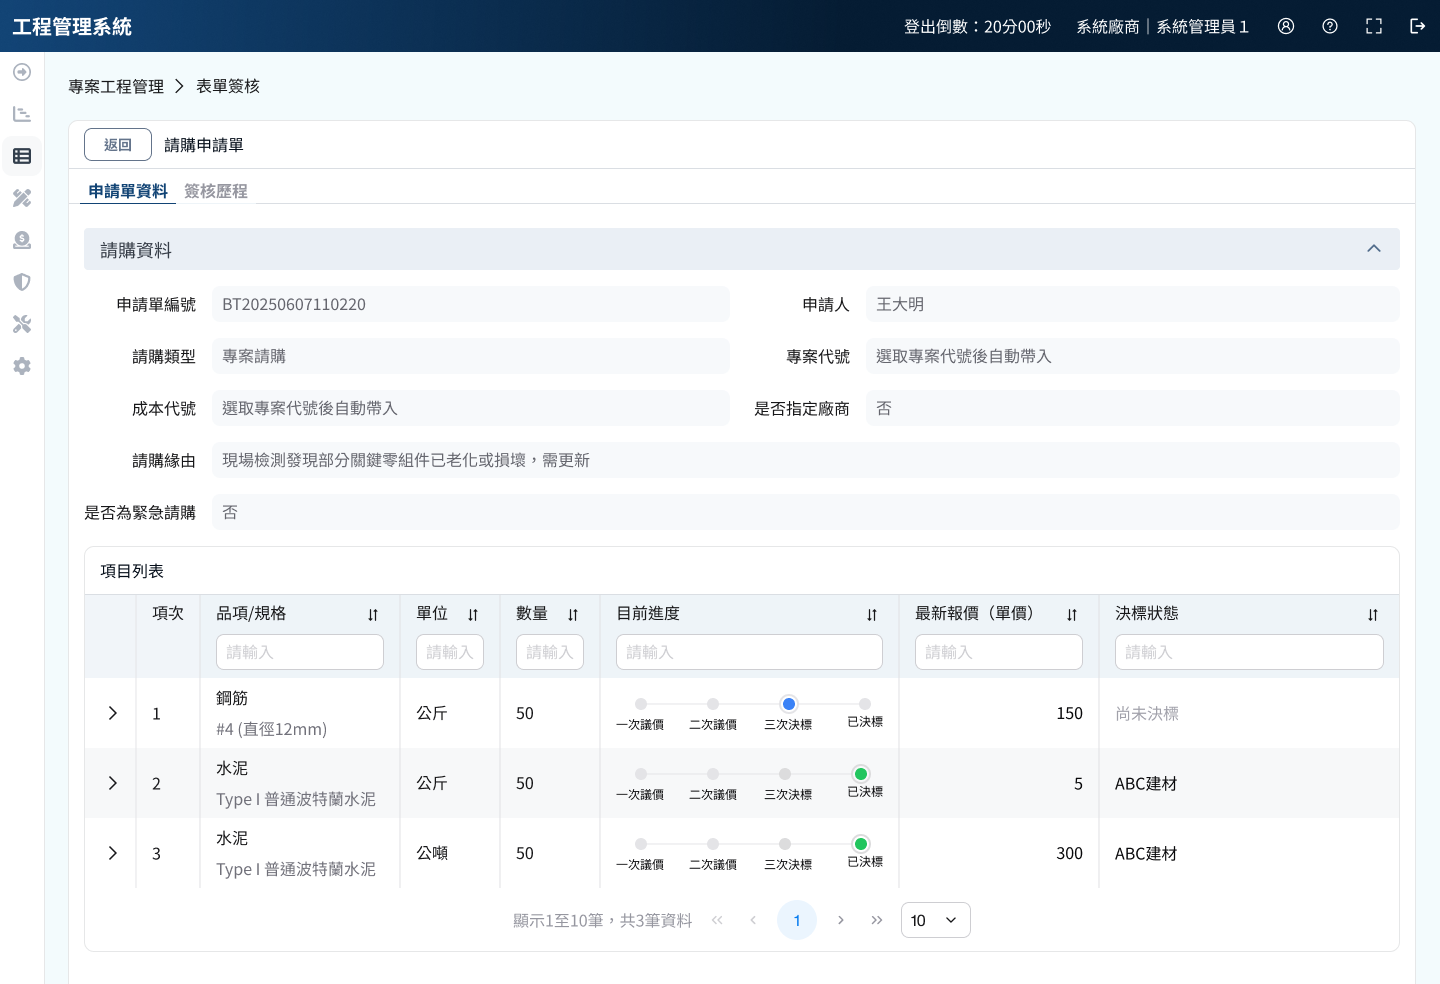 工程管理系統
登出倒數：20分00秒
系統廠商｜系統管理員１
專案工程管理
表單簽核
返回
請購申請單
申請單資料
簽核歷程
請購資料
申請單編號
BT20250607110220
申請人
王大明
請購類型
專案請購
專案代號
選取專案代號後自動帶入
成本代號
選取專案代號後自動帶入
是否指定廠商
否
請購緣由
現場檢測發現部分關鍵零組件已老化或損壞，需更新
是否為緊急請購
否
項目列表
項次
品項/規格
單位
數量
目前進度
最新報價（單價）
決標狀態
請輸入
請輸入
請輸入
請輸入
請輸入
請輸入
1
鋼筋
#4 (直徑12mm)
公斤
50
一次議價
二次議價
三次決標
已決標
150
尚未決標
2
水泥
Type I 普通波特蘭水泥
公斤
50
一次議價
二次議價
三次決標
已決標
5
ABC建材
3
水泥
Type I 普通波特蘭水泥
公噸
50
一次議價
二次議價
三次決標
已決標
300
ABC建材
顯示1至10筆，共3筆資料
1
10